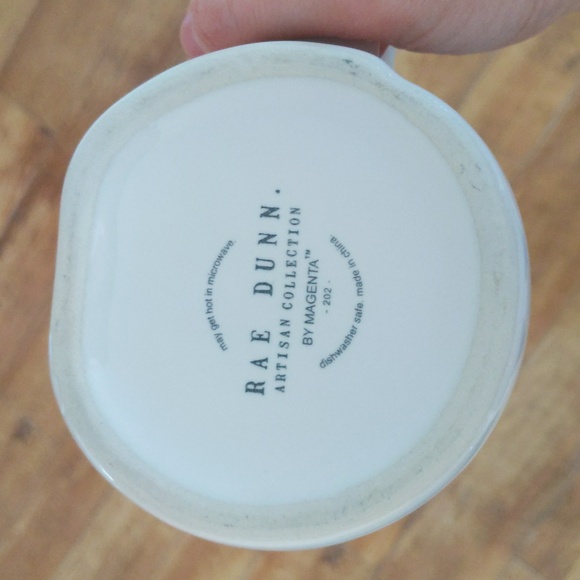 may get hot in microwave.
RAE DUNN.
ARTISAN COLLECTION
BY MAGENTA™
- 202 -
dishwasher safe. made in china.